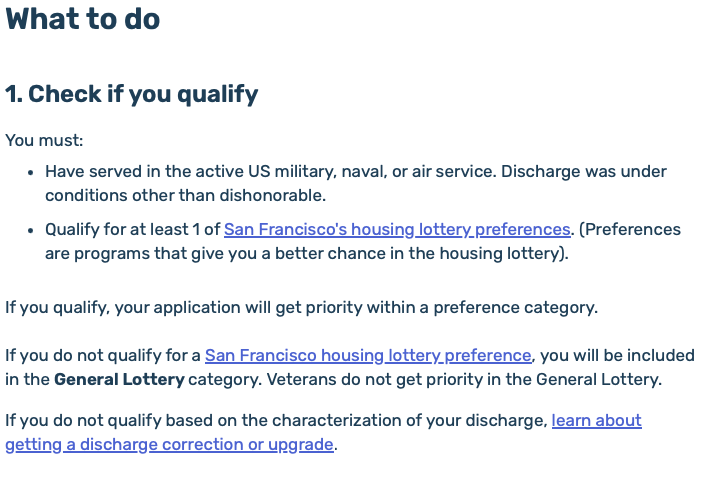 What to do
1. Check if you qualify
You must:
• Have served in the active US military, naval, or air service. Discharge was under
conditions other than dishonorable.
• Qualify for at least 1 of San Francisco's housing lottery preferences. (Preferences
are programs that give you a better chance in the housing lottery).
If you qualify, your application will get priority within a preference category.
If you do not qualify for a San Francisco housing lottery preference, you will be included
in the General Lottery category. Veterans do not get priority in the General Lottery.
If you do not qualify based on the characterization of your discharge, learn about
getting a discharge correction or upgrade.